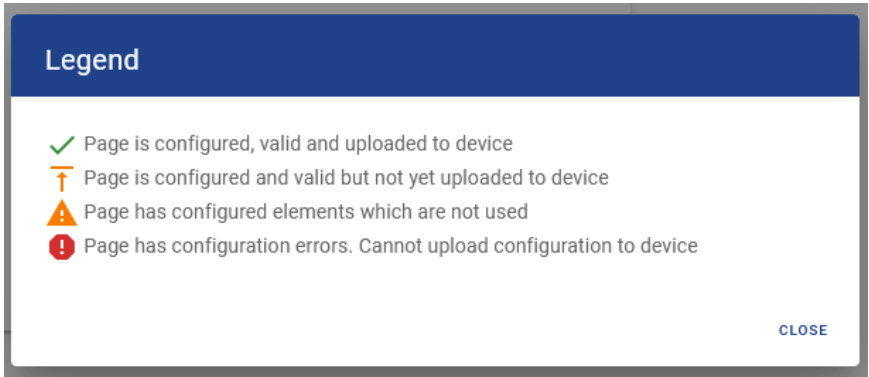 Legend
Page is configured, valid and uploaded to device
Page is configured and valid but not yet uploaded to device
Page has configured elements which are not used
Page has configuration errors. Cannot upload configuration to device
CLOSE